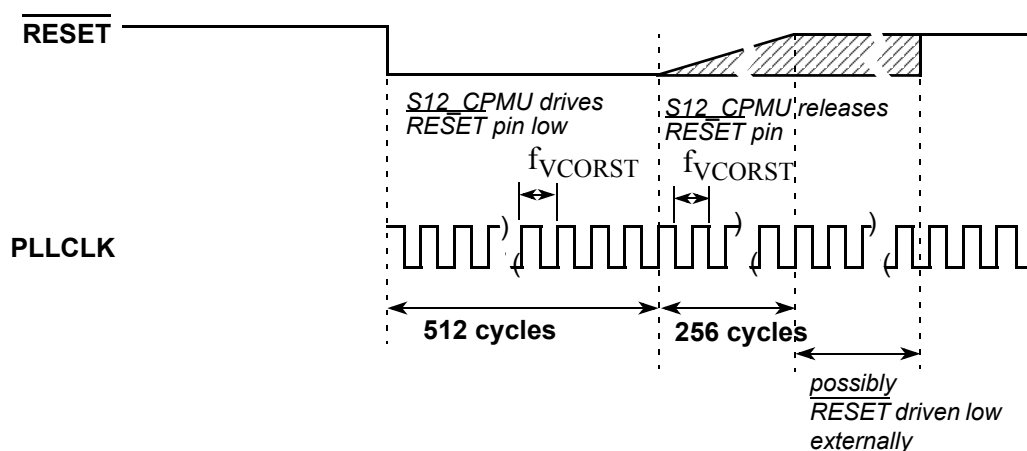 RESET
S12_CPMU drives
RESET pin low
S12_CPMU releases
RESET pin
fVCORST
fVCORST
PLLCLK
512 cycles
256 cycles
possibly
RESET driven low
externally